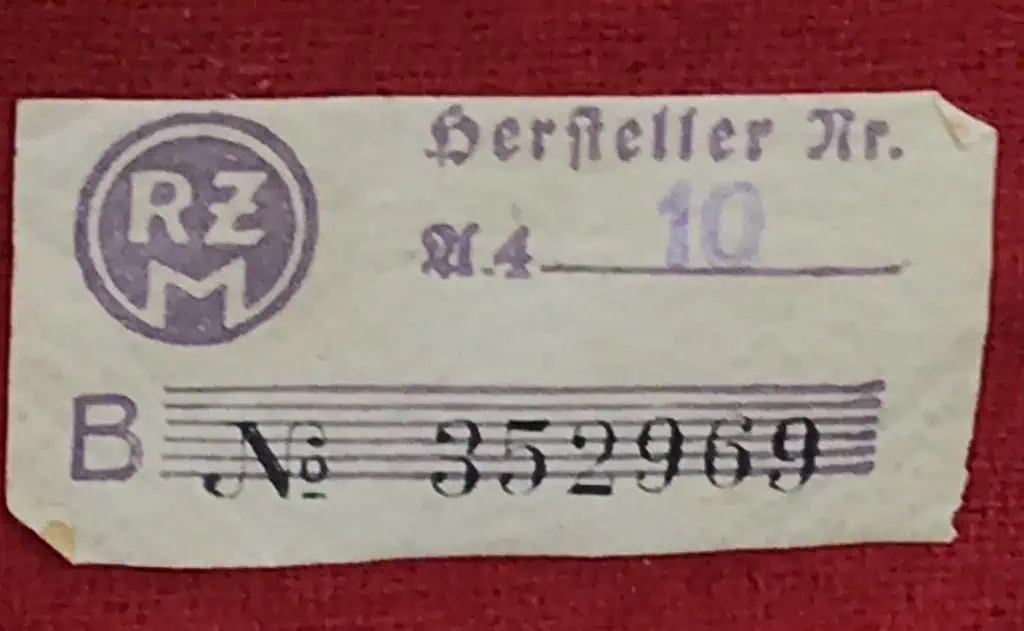 RZ
M
Hersteller Nr.
A.4 10
B № 352969